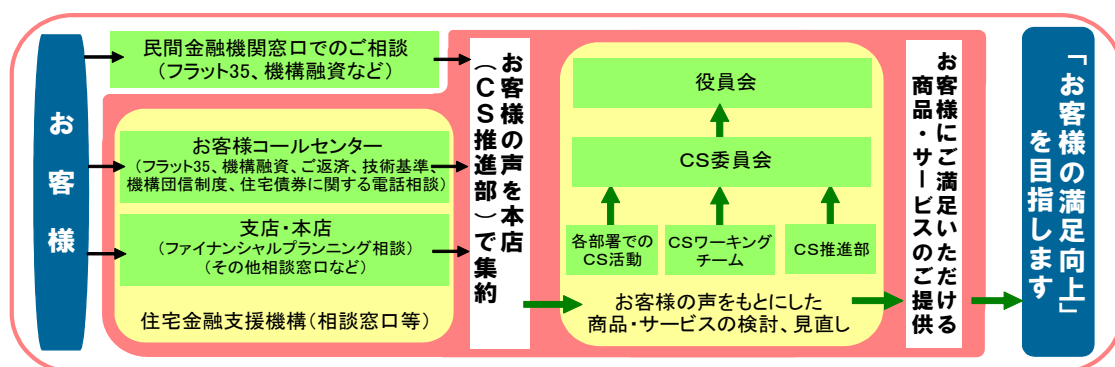 お客様
民間金融機関窓口でのご相談
(フラット35、機構融資など)
お客様コールセンター
(フラット35、機構融資、ご返済、技術基準、
機構団信制度、住宅債券に関する電話相談)
支店・本店
(ファイナンシャルプランニング相談)
(その他相談窓口など)
住宅金融支援機構(相談窓口等)
お客様の声を本店
(CS推進部)で集約
役員会
CS委員会
各部署での
CS活動
CSワーキング
チーム
CS推進部
お客様の声をもとにした
商品・サービスの検討、見直し
お客様にご満足いただける
商品・サービスのご提供
「お客様の満足向上」
を目指します